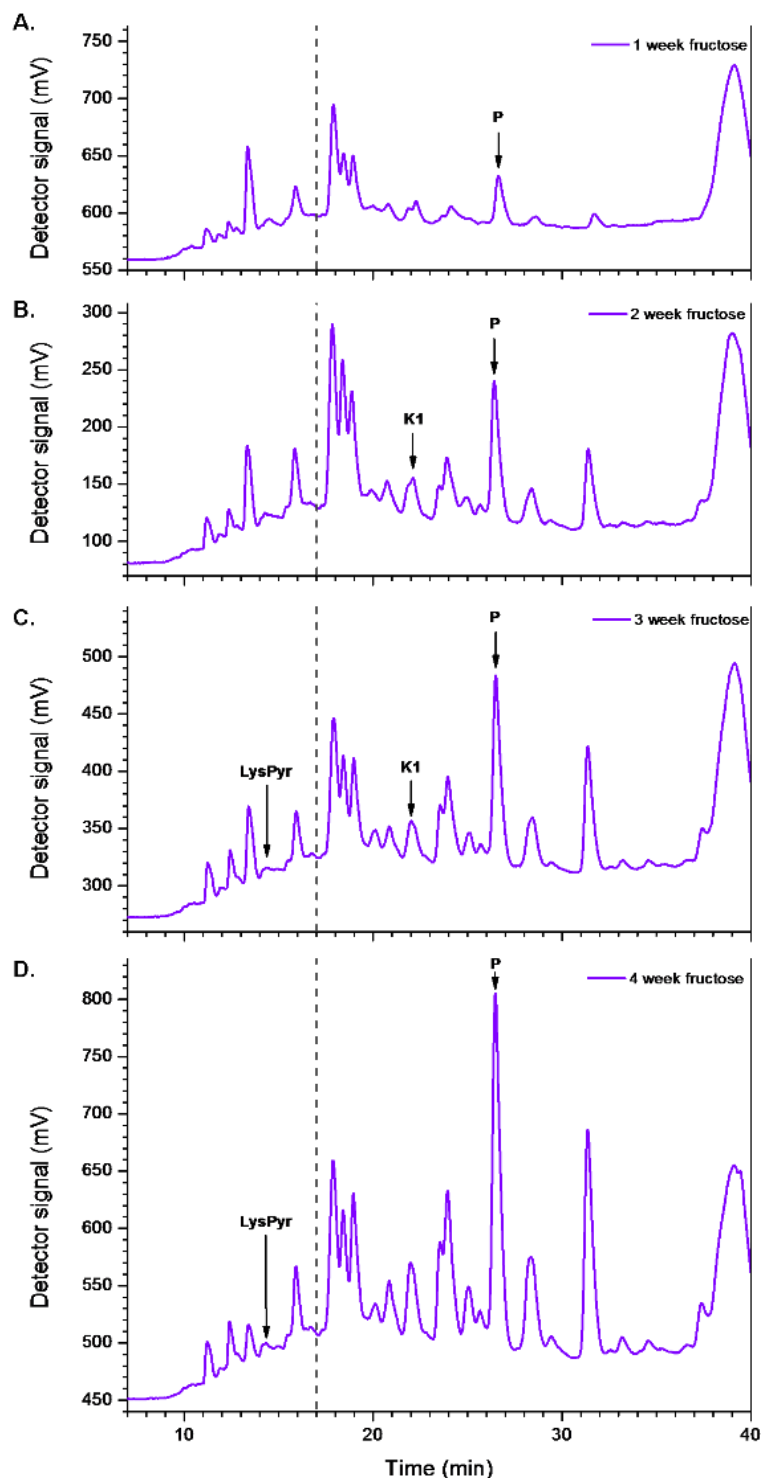 A.
1 week fructose
P
Detector signal (mV)
750
700
650
600
550
B.
2 week fructose
P
K1
Detector signal (mV)
300
250
200
150
100
C.
3 week fructose
P
LysPyr
K1
Detector signal (mV)
500
450
400
350
300
D.
4 week fructose
P
LysPyr
Detector signal (mV)
800
750
700
650
600
550
500
450
10 20 30 40
Time (min)